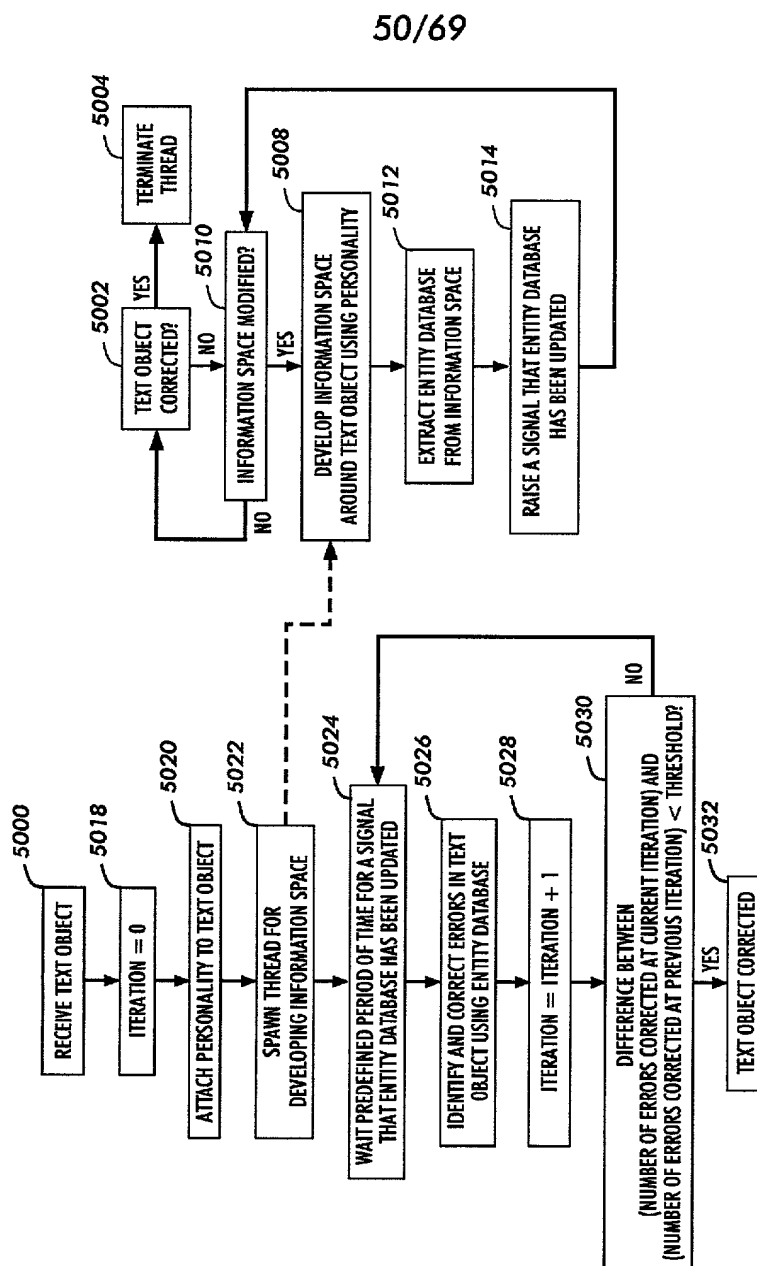 50/69
5000
RECEIVE TEXT OBJECT
5018
ITERATION = 0
5020
ATTACH PERSONALITY TO TEXT OBJECT
5022
SPAWN THREAD FOR
DEVELOPING INFORMATION SPACE
5024
WAIT PREDEFINED PERIOD OF TIME FOR A SIGNAL
THAT ENTITY DATABASE HAS BEEN UPDATED
5026
IDENTIFY AND CORRECT ERRORS IN TEXT
OBJECT USING ENTITY DATABASE
5028
ITERATION = ITERATION + 1
5030
DIFFERENCE BETWEEN
(NUMBER OF ERRORS CORRECTED AT CURRENT ITERATION) AND
(NUMBER OF ERRORS CORRECTED AT PREVIOUS ITERATION) < THRESHOLD?
NO
YES
5032
TEXT OBJECT CORRECTED
5002
TEXT OBJECT
CORRECTED?
YES
5004
TERMINATE
THREAD
NO
5010
INFORMATION SPACE MODIFIED?
NO
YES
5008
DEVELOP INFORMATION SPACE
AROUND TEXT OBJECT USING PERSONALITY
5012
EXTRACT ENTITY DATABASE
FROM INFORMATION SPACE
5014
RAISE A SIGNAL THAT ENTITY DATABASE
HAS BEEN UPDATED